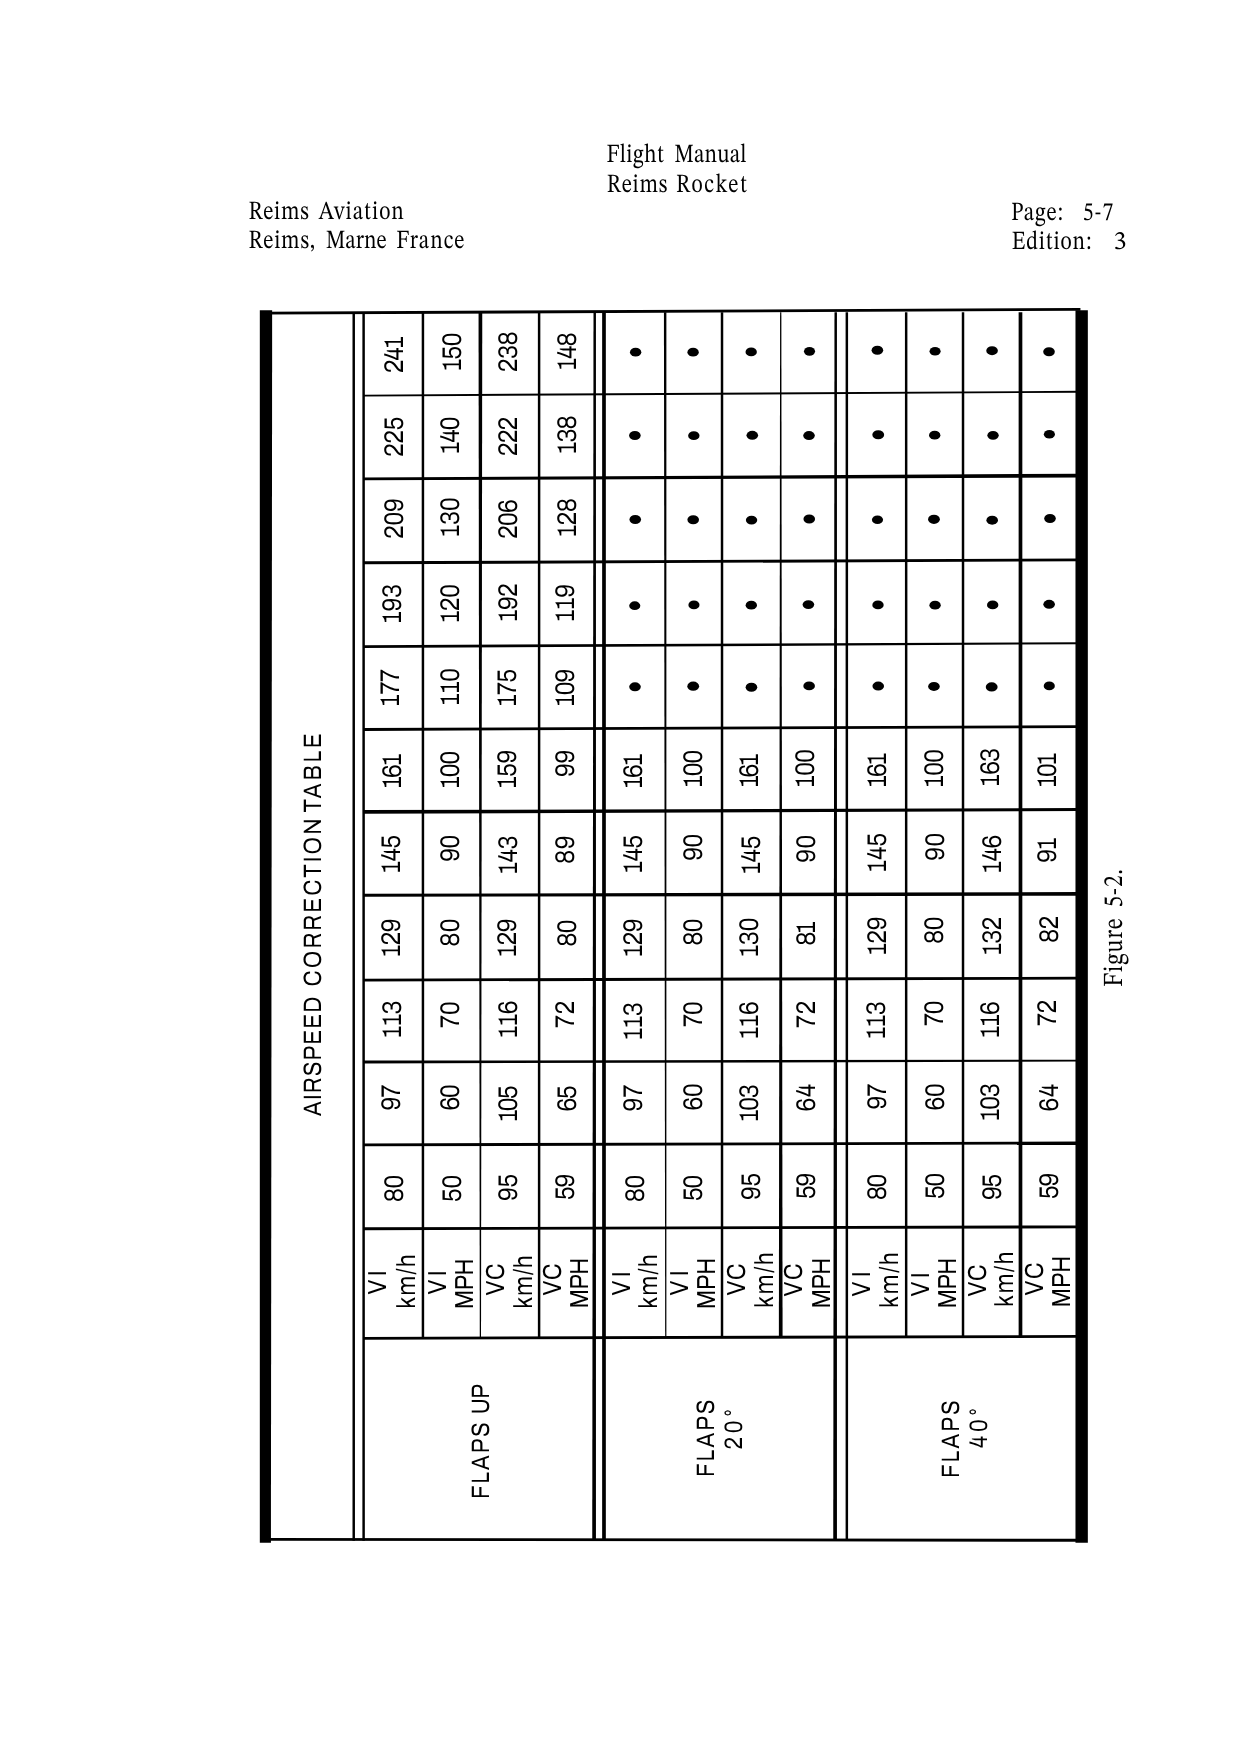 Flight Manual
Reims Rocket
Reims Aviation
Reims, Marne France
Page: 5-7
Edition: 3
AIRSPEED CORRECTION TABLE
FLAPS UP
VI km/h 80 97 113 129 145 161 177 193 209 225 241
VI MPH 50 60 70 80 90 100 110 120 130 140 150
VC km/h 95 105 116 129 143 159 175 192 206 222 238
VC MPH 59 65 72 80 89 99 109 119 128 138 148
FLAPS
20°
VI km/h 80 97 113 129 145 161 • • • • •
VI MPH 50 60 70 80 90 100 • • • • •
VC km/h 95 103 116 130 145 161 • • • • •
VC MPH 59 64 72 81 90 100 • • • • •
FLAPS
40°
VI km/h 80 97 113 129 145 161 • • • • •
VI MPH 50 60 70 80 90 100 • • • • •
VC km/h 95 103 116 132 146 163 • • • • •
VC MPH 59 64 72 82 91 101 • • • • •
Figure 5-2.